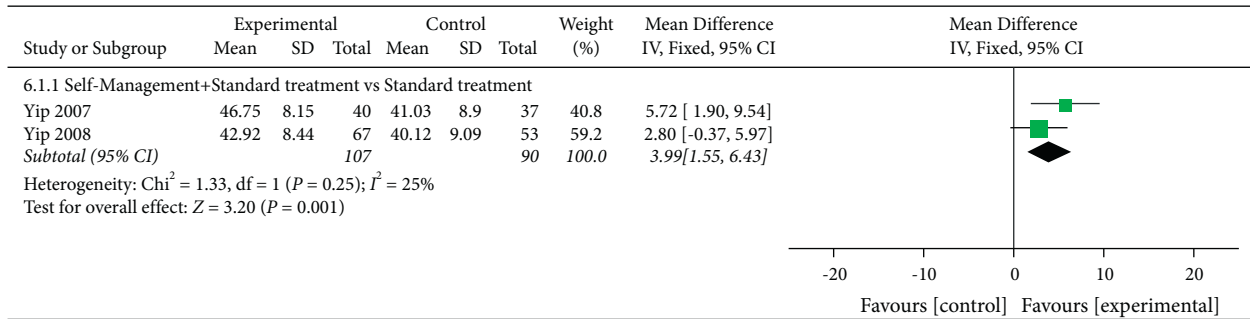 Experimental Control Weight Mean Difference Mean Difference
Study or Subgroup Mean SD Total Mean SD Total (%) IV, Fixed, 95% CI IV, Fixed, 95% CI
6.1.1 Self-Management+Standard treatment vs Standard treatment
Yip 2007 46.75 8.15 40 41.03 8.9 37 40.8 5.72 [ 1.90, 9.54]
Yip 2008 42.92 8.44 67 40.12 9.09 53 59.2 2.80 [-0.37, 5.97]
Subtotal (95% CI) 107 90 100.0 3.99[1.55, 6.43]
Heterogeneity: Chi² = 1.33, df = 1 (P = 0.25); I² = 25%
Test for overall effect: Z = 3.20 (P = 0.001)
-20 -10 0 10 20
Favours [control] Favours [experimental]